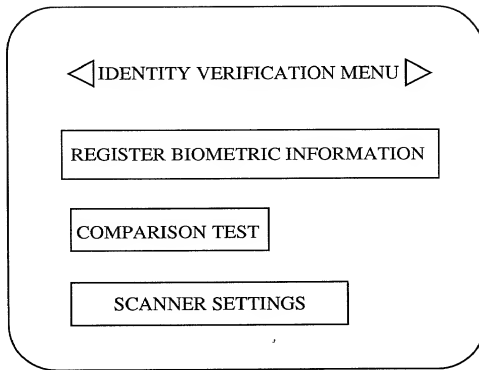 IDENTITY VERIFICATION MENU
REGISTER BIOMETRIC INFORMATION
COMPARISON TEST
SCANNER SETTINGS